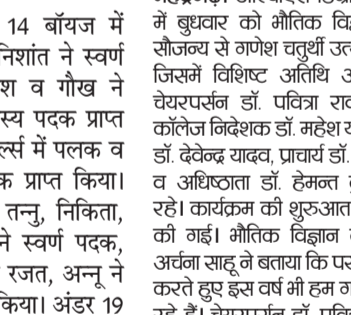 14 बॉयज में
निशांत ने स्वर्ण
श व गौख ने
स्य पदक प्राप्त
र्ल्स में पलक व
क प्राप्त किया।
तन्नु, निकिता,
ने स्वर्ण पदक,
रजत, अन्नू ने
किया। अंडर 19
में बुधवार को भौतिक वि
सौजन्य से गणेश चतुर्थी उत
जिसमें विशिष्ट अतिथि
चेयरपर्सन डॉ. पवित्रा राव
कॉलेज निदेशक डॉ. महेश य
डॉ. देवेन्द्र यादव, प्राचार्य डॉ.
व अधिष्ठाता डॉ. हेमन्त
रहे। कार्यक्रम की शुरुआत
की गई। भौतिक विज्ञान
अर्चना साहू ने बताया कि पर
करते हुए इस वर्ष भी हम ग